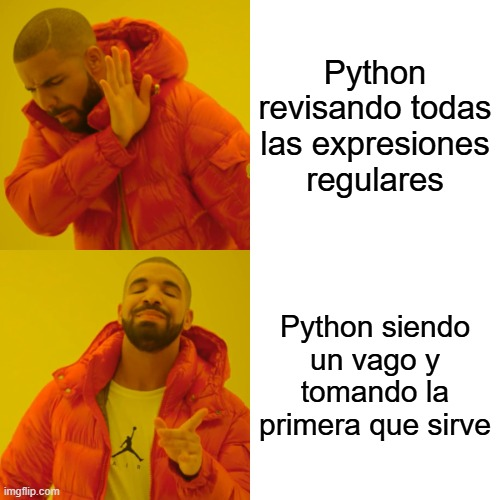 Python
revisando todas
las expresiones
regulares
Python siendo
un vago y
tomando la
primera que sirve
imgflip.com